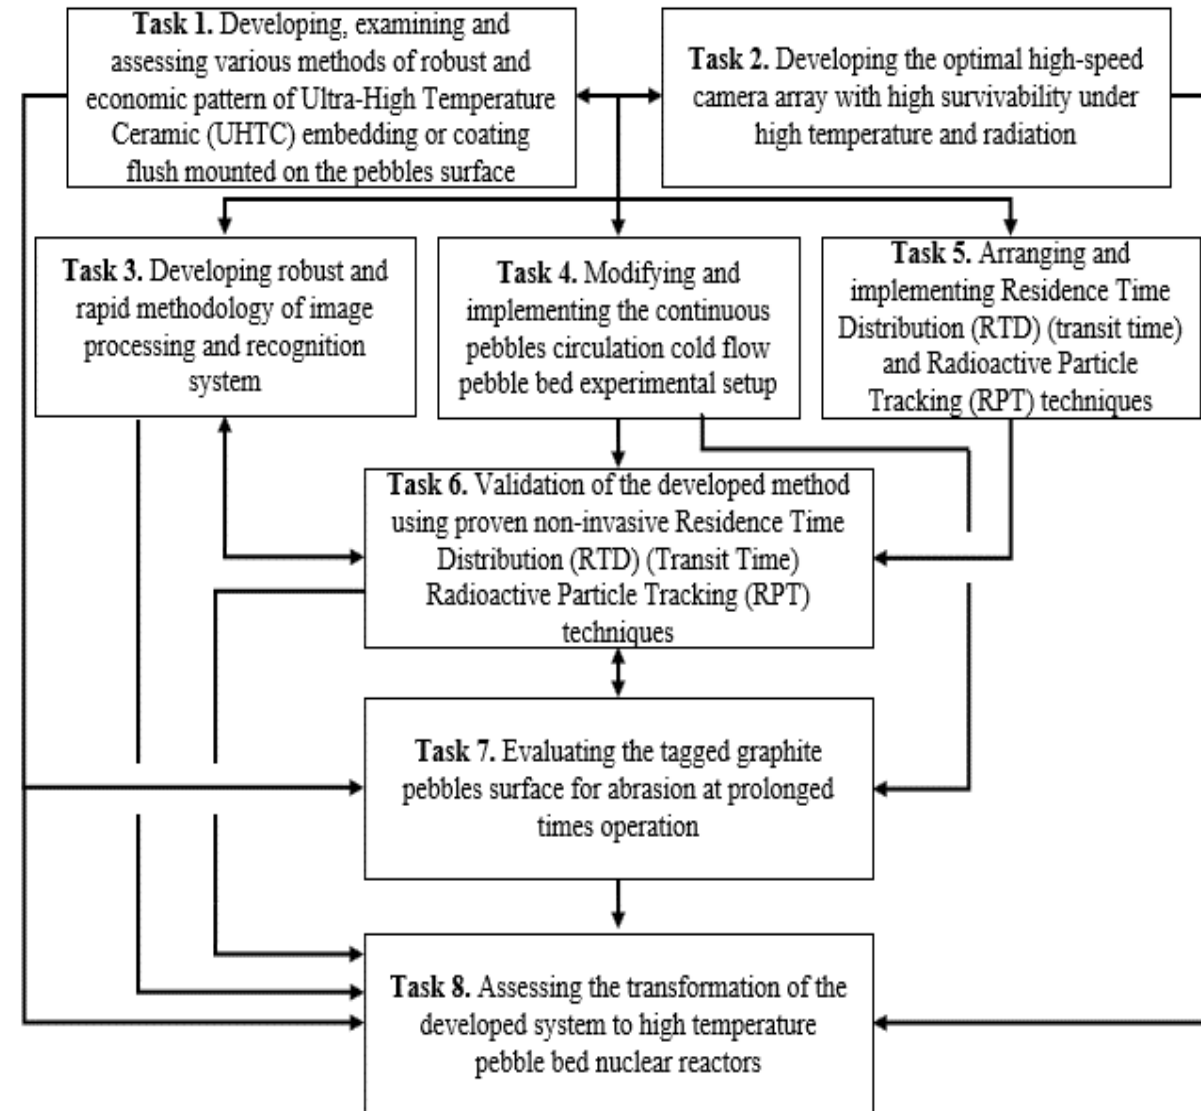 Task 1. Developing, examining and
assessing various methods of robust and
economic pattern of Ultra-High Temperature
Ceramic (UHTC) embedding or coating
flush mounted on the pebbles surface
Task 2. Developing the optimal high-speed
camera array with high survivability under
high temperature and radiation
Task 3. Developing robust and
rapid methodology of image
processing and recognition
system
Task 4. Modifying and
implementing the continuous
pebbles circulation cold flow
pebble bed experimental setup
Task 5. Arranging and
implementing Residence Time
Distribution (RTD) (transit time)
and Radioactive Particle
Tracking (RPT) techniques
Task 6. Validation of the developed method
using proven non-invasive Residence Time
Distribution (RTD) (Transit Time)
Radioactive Particle Tracking (RPT)
techniques
Task 7. Evaluating the tagged graphite
pebbles surface for abrasion at prolonged
times operation
Task 8. Assessing the transformation of the
developed system to high temperature
pebble bed nuclear reactors